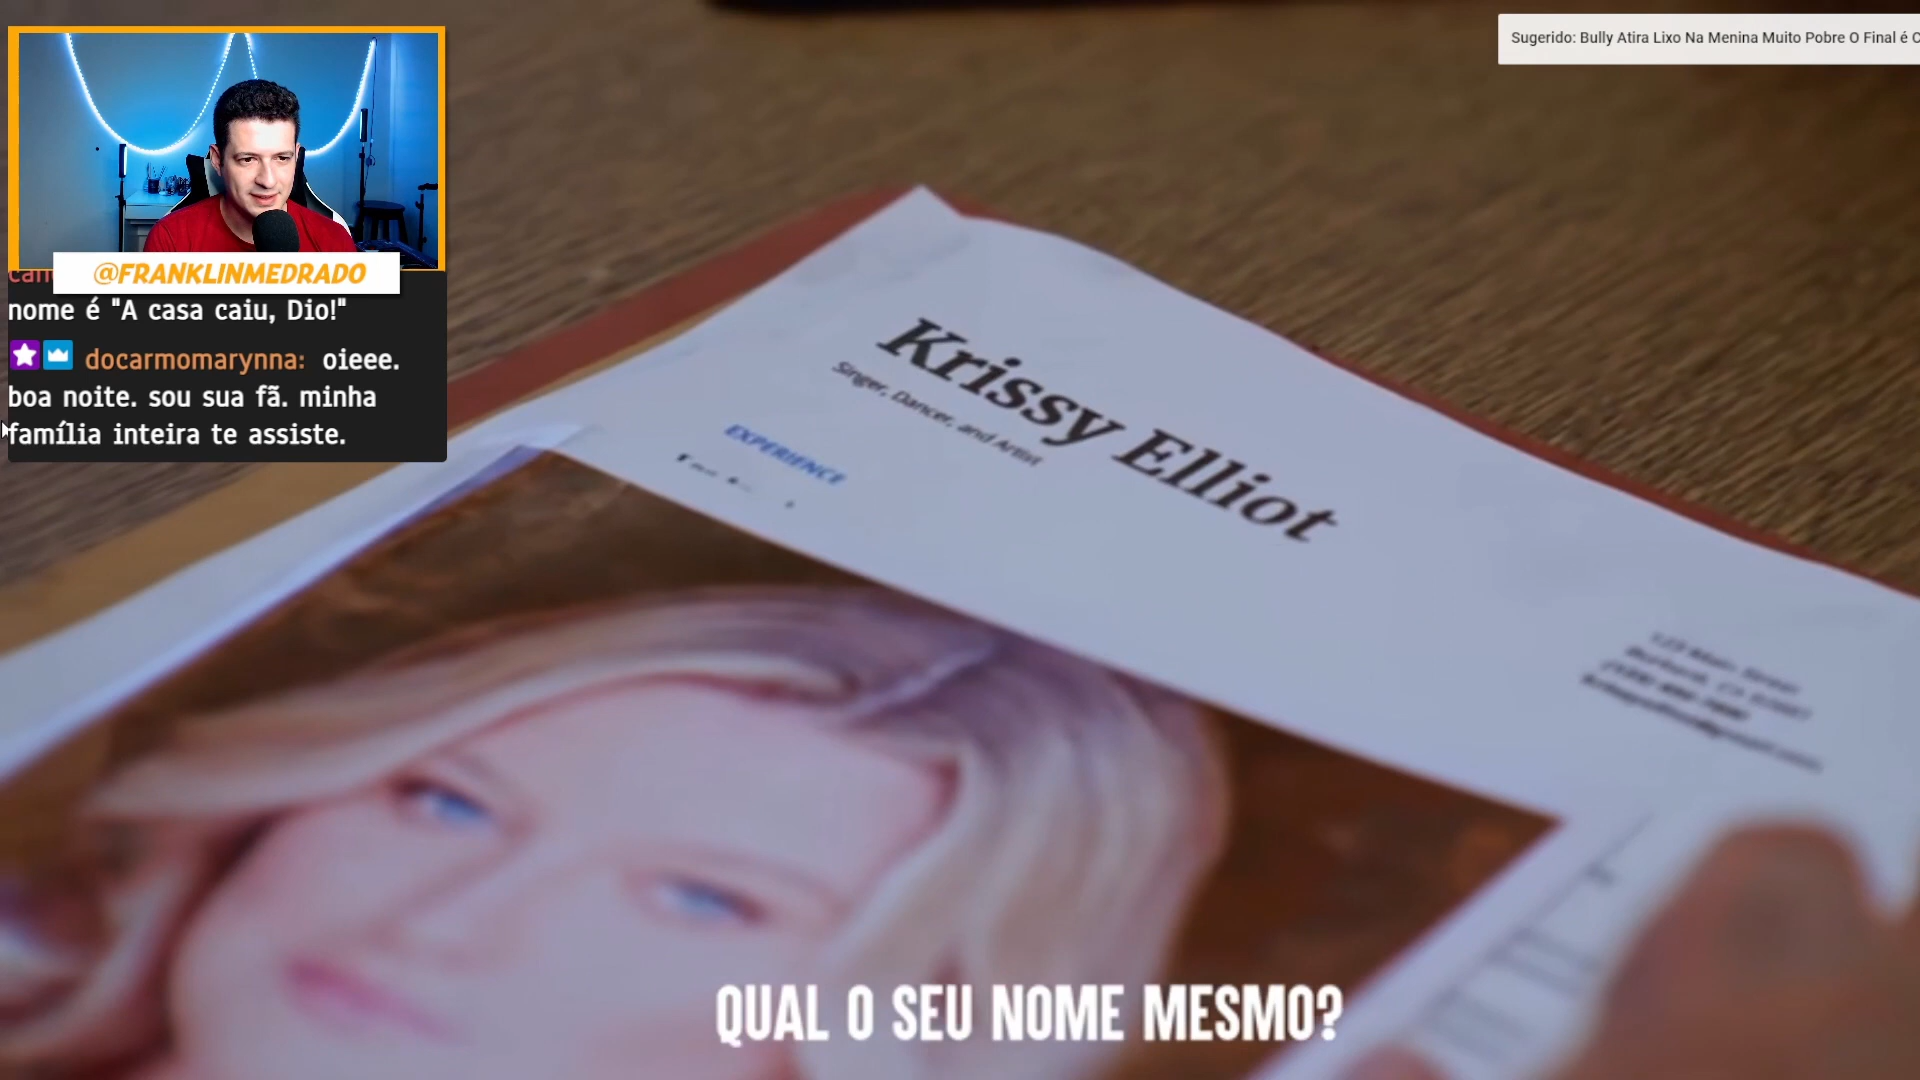 Sugerido: Bully Atira Lixo Na Menina Muito Pobre O Final é C
@FRANKLINMEDRADO
nome é "A casa caiu, Dio!"
docarmomarynna: oieee.
boa noite. sou sua fã. minha
família inteira te assiste.
Krissy Elliot
Singer, Dancer, and Artist
EXPERIENCE
QUAL O SEU NOME MESMO?